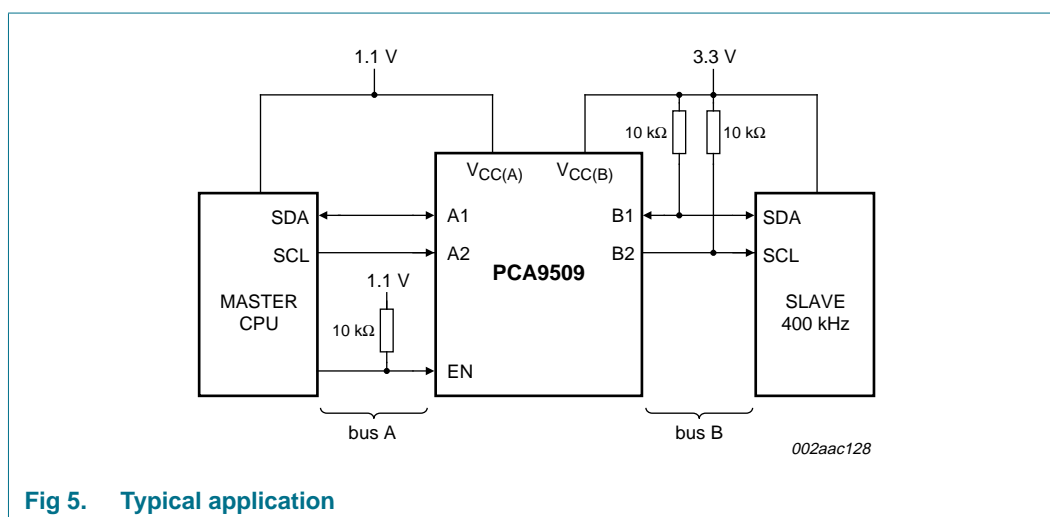 1.1 V
3.3 V
10 kΩ
10 kΩ
VCC(A)
VCC(B)
SDA
A1
B1
SDA
SCL
A2
B2
SCL
PCA9509
1.1 V
MASTER
CPU
10 kΩ
SLAVE
400 kHz
EN
bus A
bus B
002aac128
Fig 5. Typical application